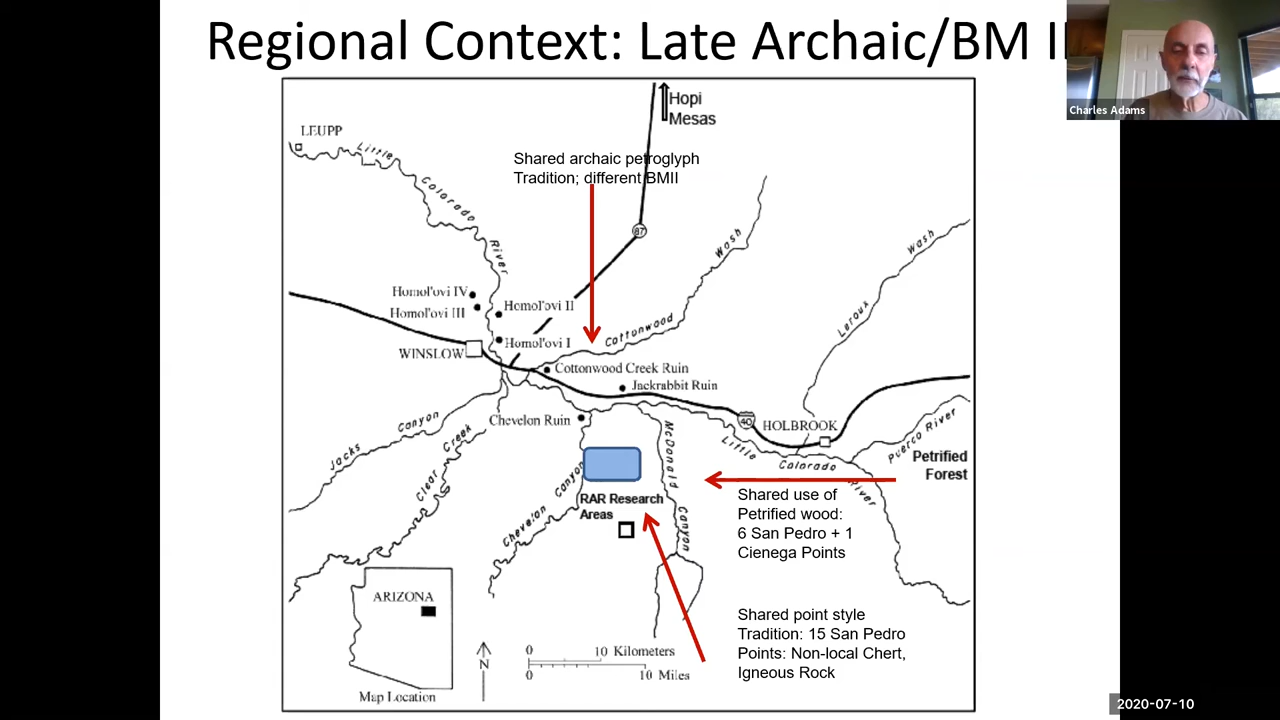 Regional Context: Late Archaic/BM II
Charles Adams
Hopi
Mesas
LEUPP
Little
Colorado
River
Shared archaic petroglyph
Tradition; different BMII
87
Wash
Wash
Leroux
Homol'ovi IV
Homol'ovi III
Homol'ovi II
Homol'ovi I
Cottonwood
WINSLOW
Cottonwood Creek Ruin
Jackrabbit Ruin
Chevelon Ruin
40
HOLBROOK
Jacks Canyon
Clear Creek
McDonald Canyon
Little Colorado River
Puerco River
Petrified
Forest
Chevelon Canyon
RAR Research
Areas
Shared use of
Petrified wood:
6 San Pedro + 1
Cienega Points
ARIZONA
Map Location
N
0 10 Kilometers
0 10 Miles
Shared point style
Tradition: 15 San Pedro
Points: Non-local Chert,
Igneous Rock
2020-07-10